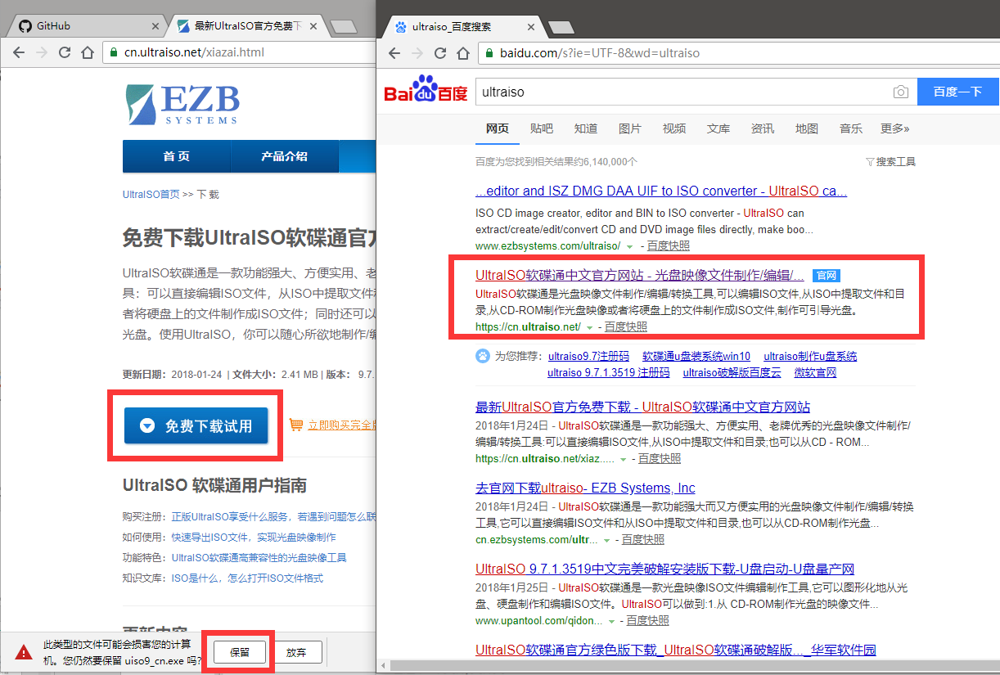 GitHub
最新UltraISO官方免费下
cn.ultraiso.net/xiazai.html
EZB
SYSTEMS
首 页
产品介绍
UltraISO首页 >> 下 载
免费下载UltraISO软碟通官方
UltraISO软碟通是一款功能强大、方便实用、老
具：可以直接编辑ISO文件，从ISO中提取文件和
者将硬盘上的文件制作成ISO文件；同时还可以
光盘。使用UltraISO，你可以随心所欲地制作/编
更新日期： 2018-01-24 | 文件大小： 2.41 MB | 版本： 9.7.
免费下载试用
立即购买完全版
UltraISO 软碟通用户指南
购买注册：正版UltraISO享受什么服务，若遇到问题怎么联
如何使用：快速导出ISO文件，实现光盘映像制作
功能特色：UltraISO软碟通高兼容性的光盘映像工具
知识文库：ISO是什么，怎么打开ISO文件格式
更新内容
此类型的文件可能会损害您的计算
机。您仍然要保留 uiso9_cn.exe 吗?
保留
放弃
ultraiso_百度搜索
baidu.com/s?ie=UTF-8&wd=ultraiso
Bai du 百度
ultraiso
百度一下
网页 贴吧 知道 图片 视频 文库 资讯 地图 音乐 更多»
百度为您找到相关结果约6,140,000个
搜索工具
...editor and ISZ DMG DAA UIF to ISO converter - UltraISO ca...
ISO CD image creator, editor and BIN to ISO converter - UltraISO can
extract/create/edit/convert CD and DVD image files directly, make boo...
www.ezbsystems.com/ultraiso/ - 百度快照
UltraISO软碟通中文官方网站 - 光盘映像文件制作/编辑/... 官网
UltraISO软碟通是光盘映像文件制作/编辑/转换工具,可以编辑ISO文件,从ISO中提取文件和目
录,从CD-ROM制作光盘映像或者将硬盘上的文件制作成ISO文件,制作可引导光盘。
https://cn.ultraiso.net/ - 百度快照
为您推荐： ultraiso9.7注册码 软碟通u盘装系统win10 ultraiso制作u盘系统
ultraiso 9.7.1.3519 注册码 ultraiso破解版百度云 微软官网
最新UltraISO官方免费下载 - UltraISO软碟通中文官方网站
2018年1月24日 - UltraISO软碟通是一款功能强大、方便实用、老牌优秀的光盘映像文件制作/
编辑/转换工具:可以直接编辑ISO文件,从ISO中提取文件和目录;也可以从CD - ROM...
https://cn.ultraiso.net/xiaz..... - 百度快照
去官网下载ultraiso- EZB Systems, Inc
2018年1月24日 - UltraISO软碟通是一款功能强大而又方便实用的光盘映像文件制作/编辑/转换
工具,它可以直接编辑ISO文件和从ISO中提取文件和目录,也可以从CD-ROM制作光盘...
cn.ezbsystems.com/ultr... - 百度快照
UltraISO 9.7.1.3519中文完美破解安装版下载-U盘启动-U盘量产网
2018年1月25日 - UltraISO软碟通是一款光盘映像ISO文件编辑制作工具,它可以图形化地从光
盘、硬盘制作和编辑ISO文件。UltraISO可以做到:1.从 CD-ROM制作光盘的映像文件...
www.upantool.com/qidon... - 百度快照
UltraISO软碟通官方绿色版下载_UltraISO软碟通破解版..._华军软件园